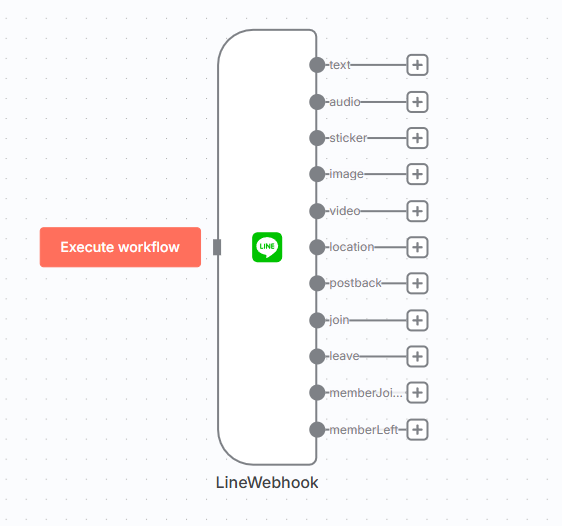 text
audio
sticker
image
video
Execute workflow
LINE
location
postback
join
leave
memberJoi...
memberLeft
LineWebhook